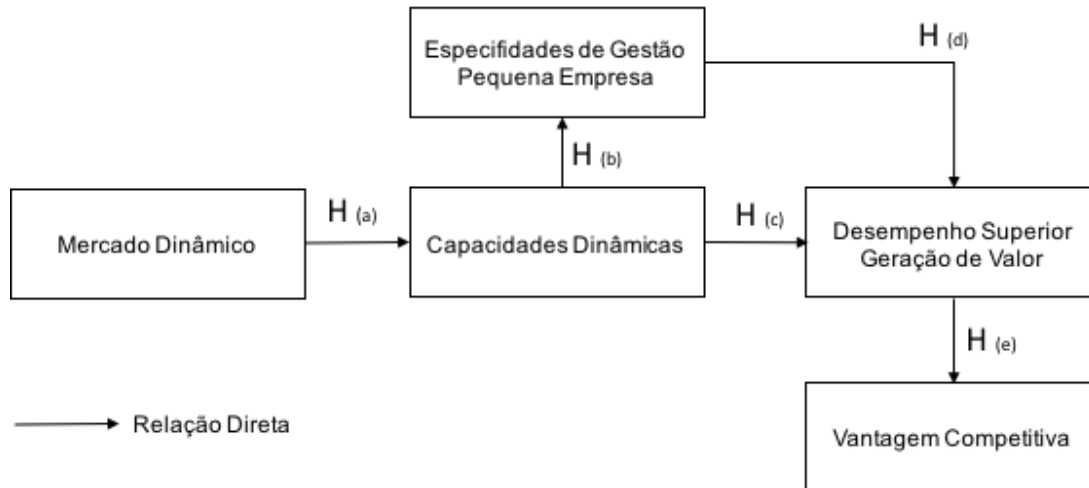 Especifidades de Gestão
Pequena Empresa
H (d)
H (b)
Mercado Dinâmico
H (a)
Capacidades Dinâmicas
H (c)
Desempenho Superior
Geração de Valor
H (e)
Relação Direta
Vantagem Competitiva